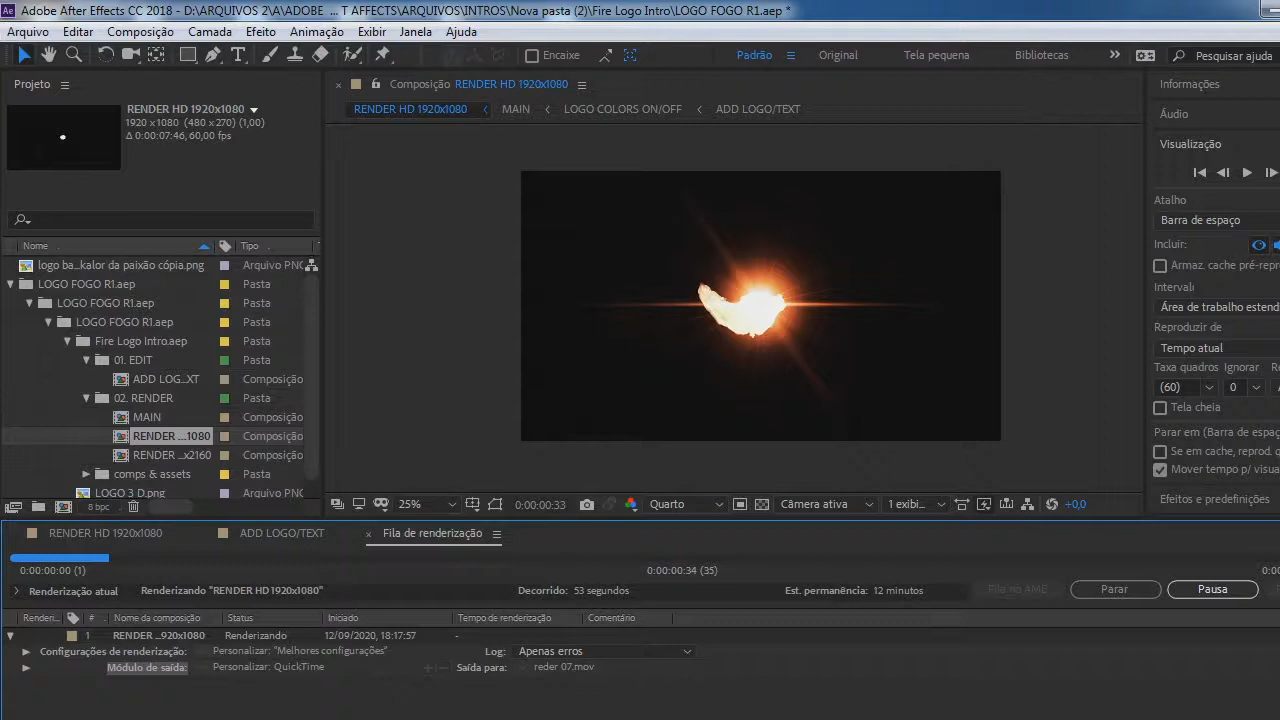 Adobe After Effects CC 2018 - D:\ARQUIVOS 2\A\ADOBE ... T AFFECTS\ARQUIVOS\INTROS\Nova pasta (2)\Fire Logo Intro\LOGO FOGO R1.aep *
Arquivo Editar Composição Camada Efeito Animação Exibir Janela Ajuda
Encaixe Padrão Original Tela pequena Bibliotecas Pesquisar ajuda
Projeto
Composição RENDER HD 1920x1080
Informações
RENDER HD 1920x1080
1920 x 1080 (480 x 270) (1,00)
Δ 0:00:07:46, 60,00 fps
RENDER HD 1920x1080 MAIN LOGO COLORS ON/OFF ADD LOGO/TEXT
Áudio
Visualização
Atalho
Barra de espaço
Incluir:
Armaz. cache pré-repr
Intervali
Área de trabalho estend
Reproduzir de
Tempo atual
Taxa quadros Ignorar
(60) 0
Tela cheia
Parar em (Barra de espaç
Se em cache, reprod. q
Mover tempo p/ visua
Efeitos e predefinições
Nome Tipo
logo ba...kalor da paixão cópia.png Arquivo PNG
LOGO FOGO R1.aep Pasta
LOGO FOGO R1.aep Pasta
LOGO FOGO R1.aep Pasta
Fire Logo Intro.aep Pasta
01. EDIT Pasta
ADD LOG...XT Composição
02. RENDER Pasta
MAIN Composição
RENDER ...1080 Composição
RENDER ...x2160 Composição
comps & assets Pasta
LOGO 3 D.png Arquivo PNG
8 bpc
25% 0:00:00:33 Quarto Câmera ativa 1 exibi... +0,0
RENDER HD 1920x1080 ADD LOGO/TEXT Fila de renderização
0:00:00:00 (1) 0:00:00:34 (35) 0:00
Renderização atual Renderizando "RENDER HD1920x1080" Decorrido: 53 segundos Est. permanência: 12 minutos Fila no AME Parar Pausa
Renderi... # Nome da composição Status Iniciado Tempo de renderização Comentário
1 RENDER ...920x1080 Renderizando 12/09/2020, 18:17:57 -
Configurações de renderização: Personalizar: "Melhores configurações" Log: Apenas erros
Módulo de saída: Personalizar: QuickTime Saída para: reder 07.mov